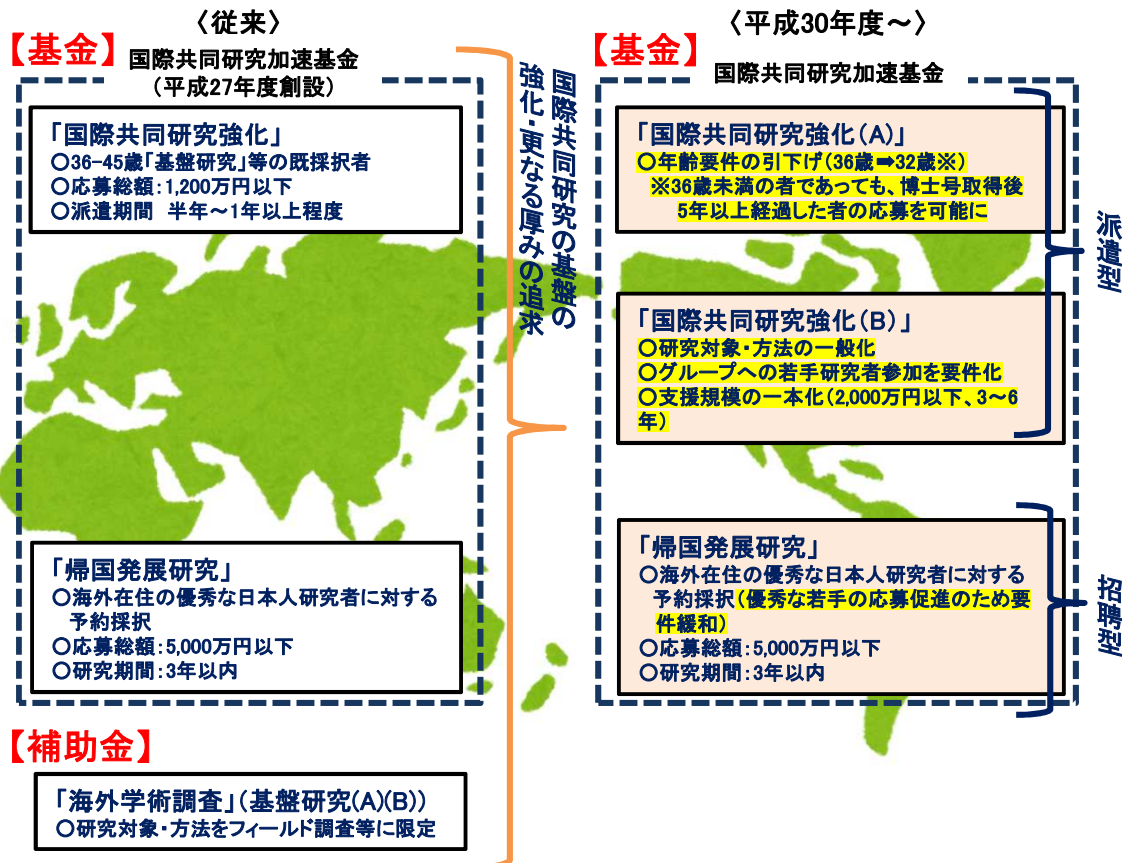 〈従来〉
【基金】
国際共同研究加速基金
(平成27年度創設)
「国際共同研究強化」
○36-45歳「基盤研究」等の既採択者
○応募総額:1,200万円以下
○派遣期間 半年~1年以上程度
「帰国発展研究」
○海外在住の優秀な日本人研究者に対する
予約採択
○応募総額:5,000万円以下
○研究期間:3年以内
【補助金】
「海外学術調査」(基盤研究(A)(B))
○研究対象・方法をフィールド調査等に限定
国際共同研究の基盤の
強化・更なる厚みの追求
〈平成30年度~〉
【基金】
国際共同研究加速基金
「国際共同研究強化(A)」
○年齢要件の引下げ(36歳➡32歳※)
※36歳未満の者であっても、博士号取得後
5年以上経過した者の応募を可能に
「国際共同研究強化(B)」
○研究対象・方法の一般化
○グループへの若手研究者参加を要件化
○支援規模の一本化(2,000万円以下、3~6
年)
派遣型
「帰国発展研究」
○海外在住の優秀な日本人研究者に対する
予約採択(優秀な若手の応募促進のため要
件緩和)
○応募総額:5,000万円以下
○研究期間:3年以内
招聘型